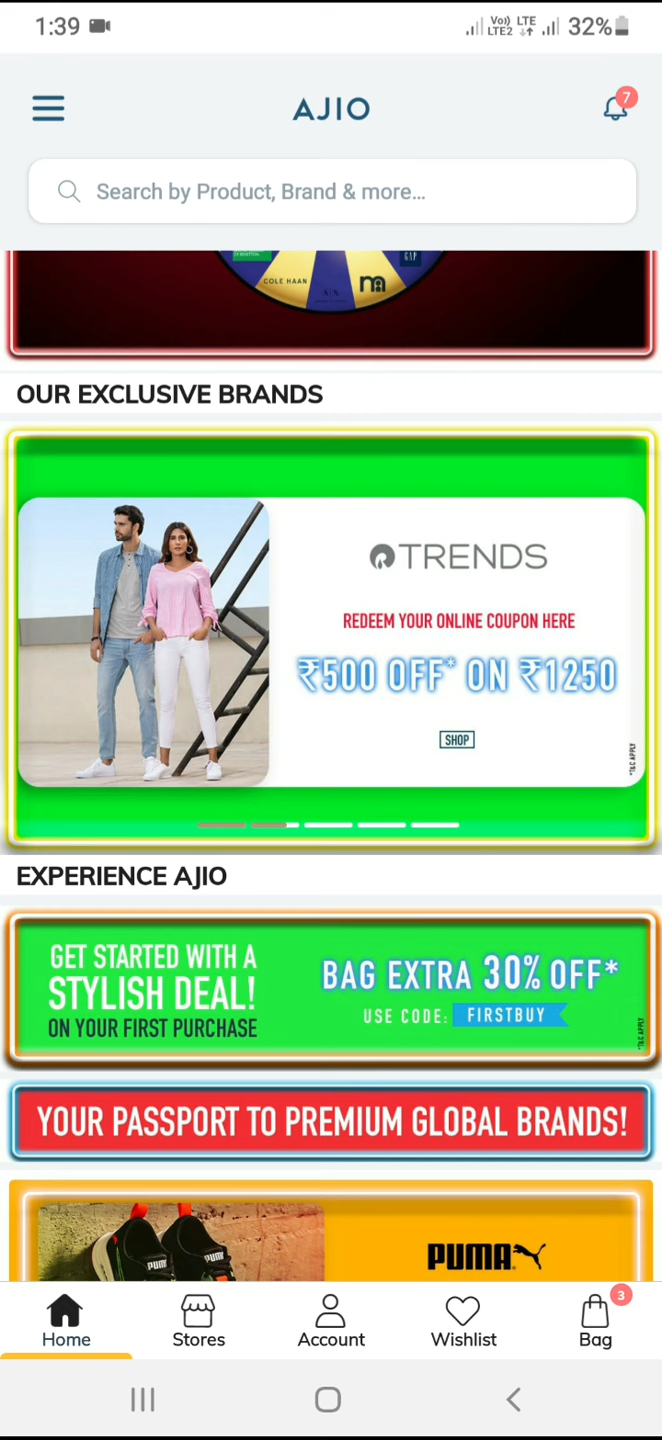 1:39
Vo)) LTE
LTE2
32%
AJIO
7
Search by Product, Brand & more...
GAP
COLE HAAN
OUR EXCLUSIVE BRANDS
TRENDS
REDEEM YOUR ONLINE COUPON HERE
₹500 OFF* ON ₹1250
SHOP
*T&C APPLY
EXPERIENCE AJIO
GET STARTED WITH A
STYLISH DEAL!
ON YOUR FIRST PURCHASE
BAG EXTRA 30% OFF*
USE CODE: FIRSTBUY
*T&C APPLY
YOUR PASSPORT TO PREMIUM GLOBAL BRANDS!
PUMA
PUMA
PUMA
3
Home
Stores
Account
Wishlist
Bag